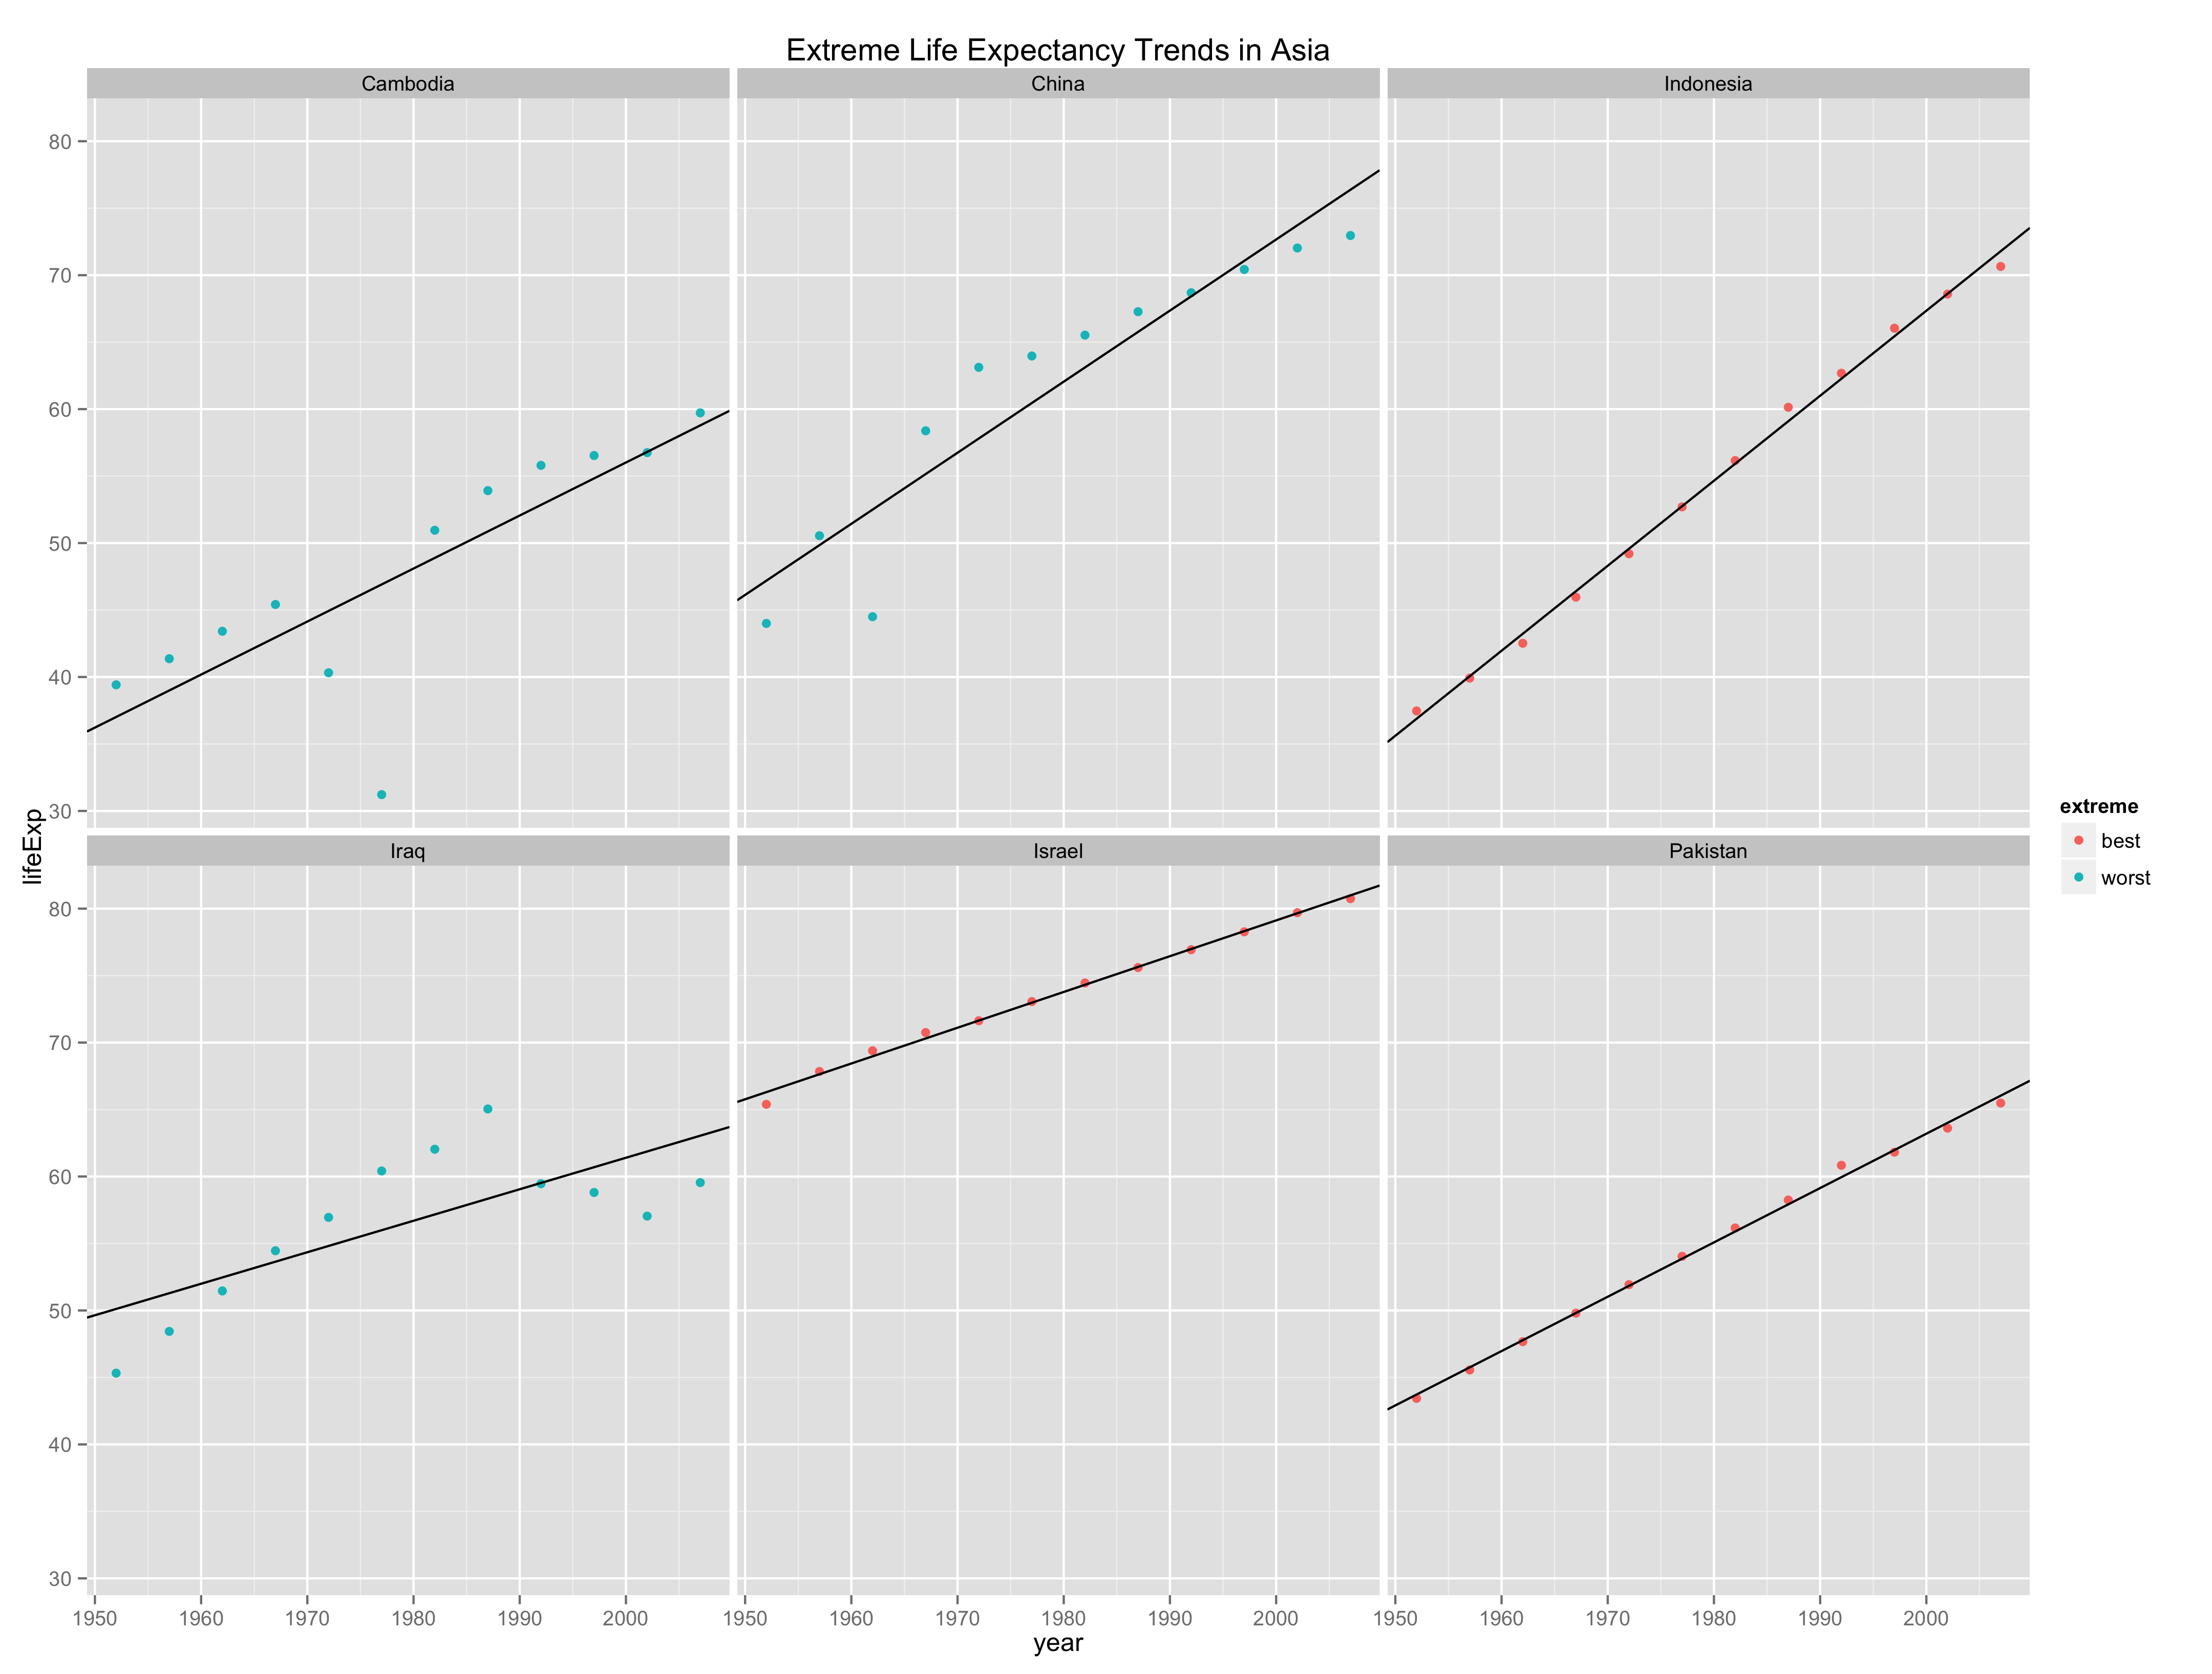 Extreme Life Expectancy Trends in Asia
Cambodia China Indonesia
80
70
60
50
40
30
lifeExp
Iraq Israel Pakistan
80
70
60
50
40
30
1950 1960 1970 1980 1990 2000 1950 1960 1970 1980 1990 2000 1950 1960 1970 1980 1990 2000
year
extreme
best
worst